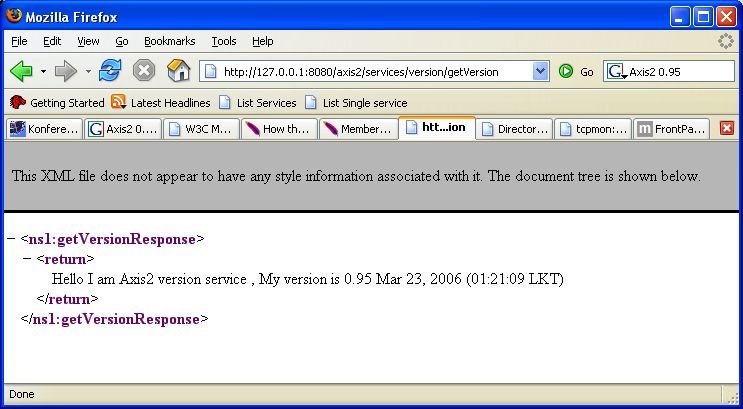 Mozilla Firefox
File Edit View Go Bookmarks Tools Help
http://127.0.0.1:8080/axis2/services/version/getVersion Go G Axis2 0.95
Getting Started Latest Headlines List Services List Single service
Konfere... G Axis2 0.... W3C M... How th... Member... htt...ion Director... tcpmon:... m FrontPa...
This XML file does not appear to have any style information associated with it. The document tree is shown below.
− <ns1:getVersionResponse>
− <return>
Hello I am Axis2 version service , My version is 0.95 Mar 23, 2006 (01:21:09 LKT)
</return>
</ns1:getVersionResponse>
Done